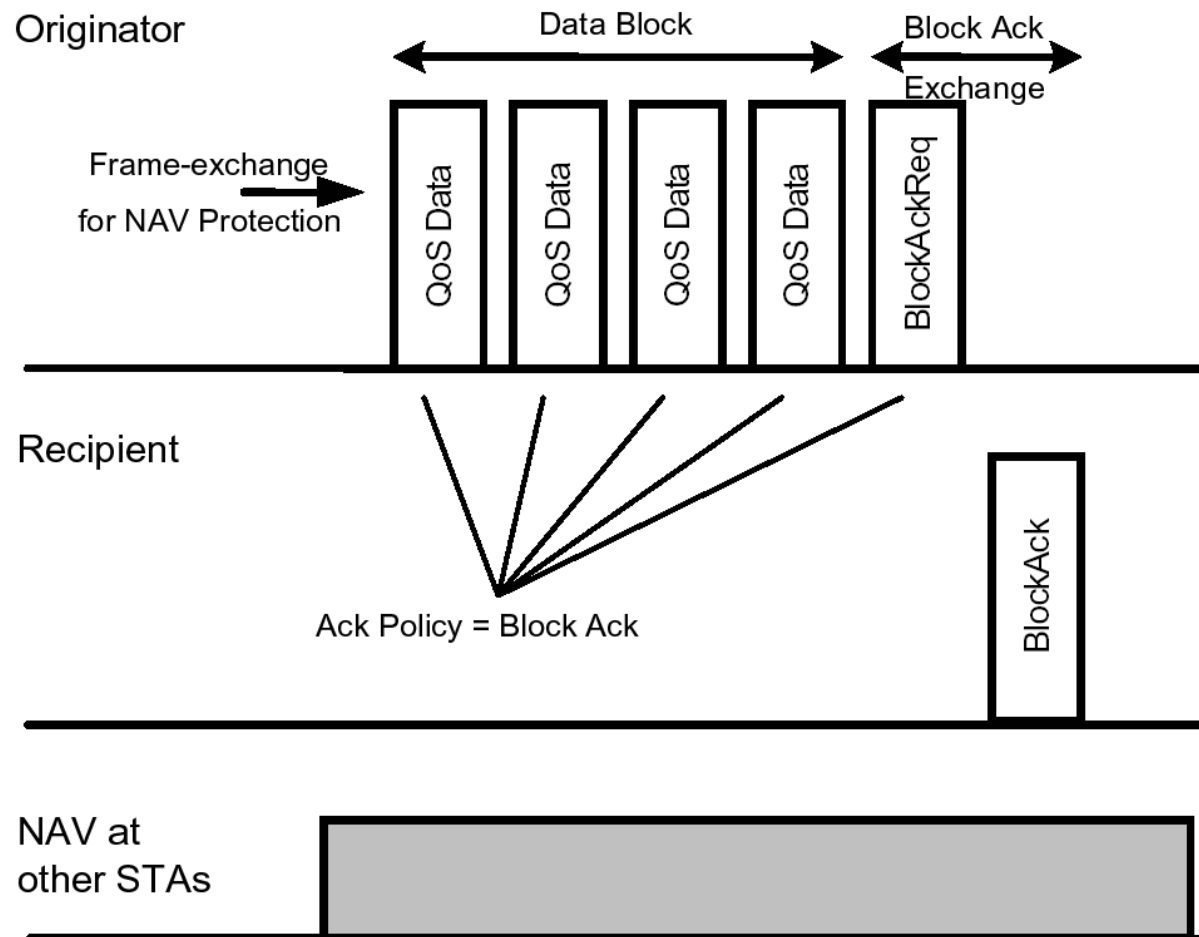 Originator
Data Block
Block Ack
Exchange
Frame-exchange
for NAV Protection
QoS Data
QoS Data
QoS Data
QoS Data
BlockAckReq
Recipient
Ack Policy = Block Ack
BlockAck
NAV at
other STAs